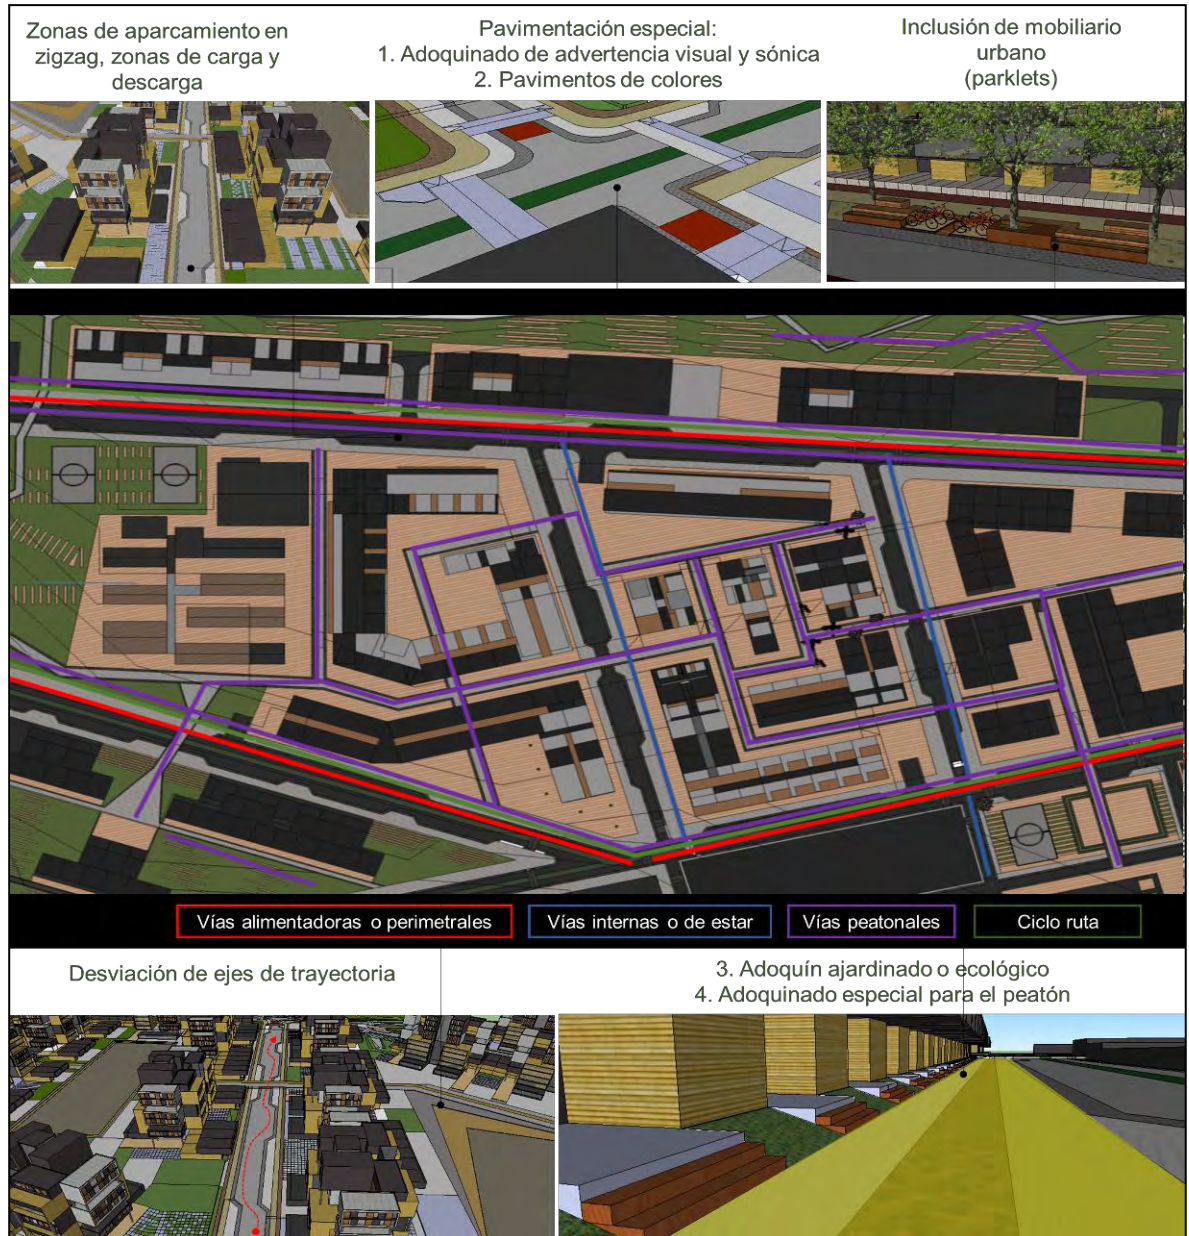 Zonas de aparcamiento en
zigzag, zonas de carga y
descarga
Pavimentación especial:
1. Adoquinado de advertencia visual y sónica
2. Pavimentos de colores
Inclusión de mobiliario
urbano
(parklets)
Vías alimentadoras o perimetrales
Vías internas o de estar
Vías peatonales
Ciclo ruta
Desviación de ejes de trayectoria
3. Adoquín ajardinado o ecológico
4. Adoquinado especial para el peatón